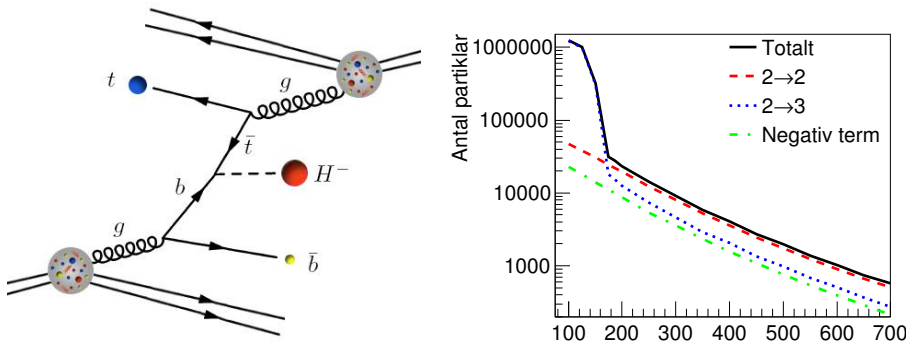 g
t
t̄
H⁻
b
g
b̄
Antal partiklar
1000000
100000
10000
1000
Totalt
2→2
2→3
Negativ term
100 200 300 400 500 600 700